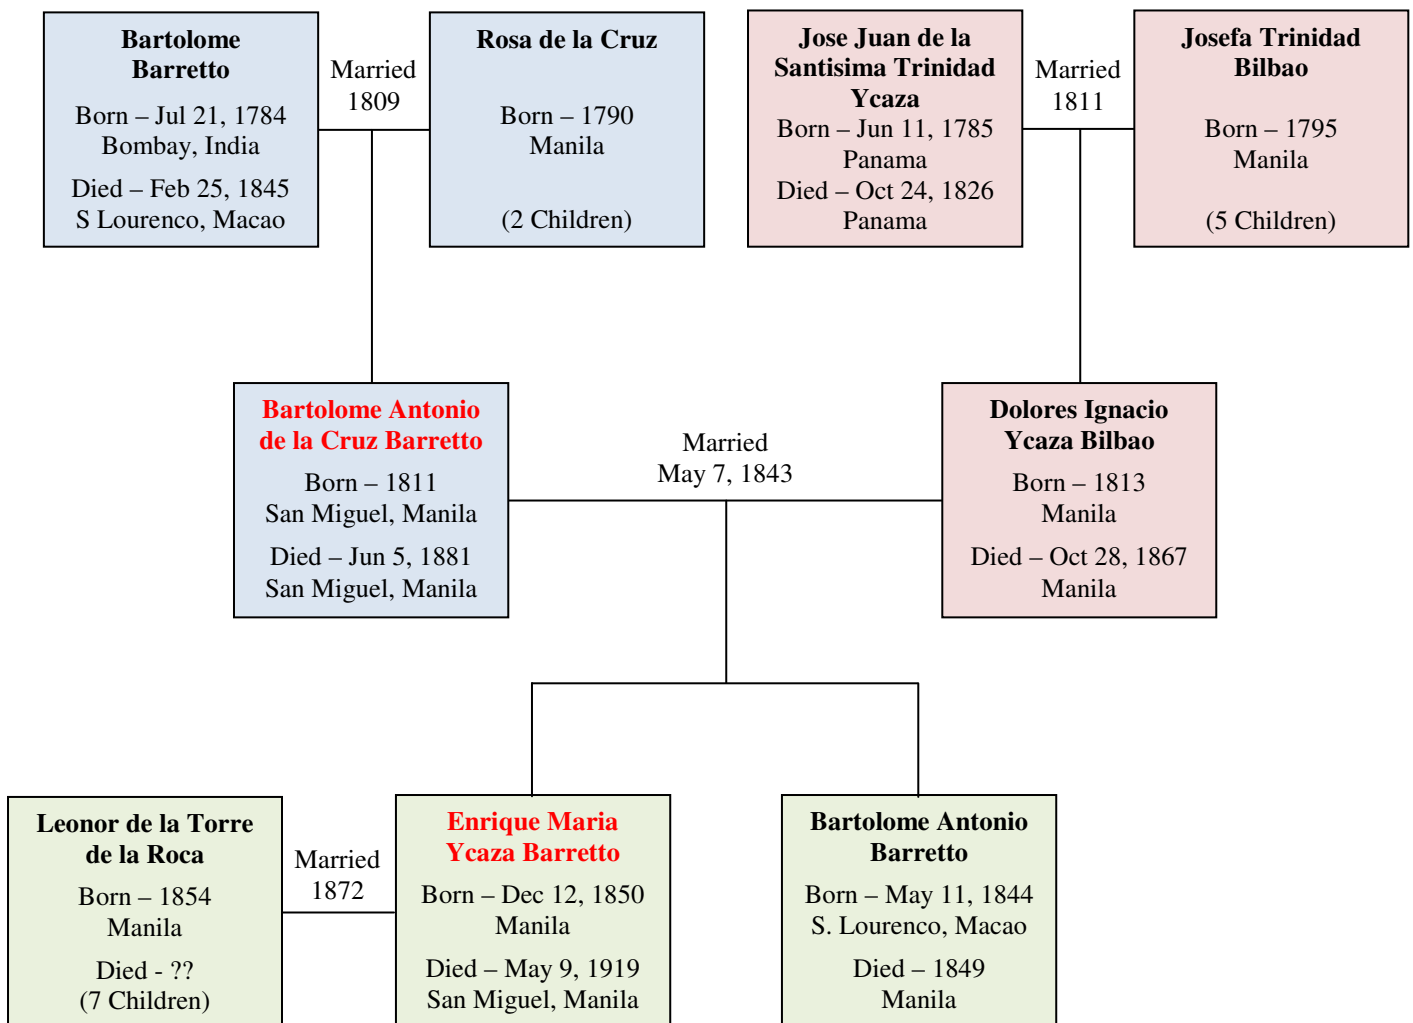 Bartolome
Barretto
Born – Jul 21, 1784
Bombay, India
Died – Feb 25, 1845
S Lourenco, Macao
Married
1809
Rosa de la Cruz
Born – 1790
Manila
(2 Children)
Jose Juan de la
Santisima Trinidad
Ycaza
Born – Jun 11, 1785
Panama
Died – Oct 24, 1826
Panama
Married
1811
Josefa Trinidad
Bilbao
Born – 1795
Manila
(5 Children)
Bartolome Antonio
de la Cruz Barretto
Born – 1811
San Miguel, Manila
Died – Jun 5, 1881
San Miguel, Manila
Married
May 7, 1843
Dolores Ignacio
Ycaza Bilbao
Born – 1813
Manila
Died – Oct 28, 1867
Manila
Leonor de la Torre
de la Roca
Born – 1854
Manila
Died - ??
(7 Children)
Married
1872
Enrique Maria
Ycaza Barretto
Born – Dec 12, 1850
Manila
Died – May 9, 1919
San Miguel, Manila
Bartolome Antonio
Barretto
Born – May 11, 1844
S. Lourenco, Macao
Died – 1849
Manila